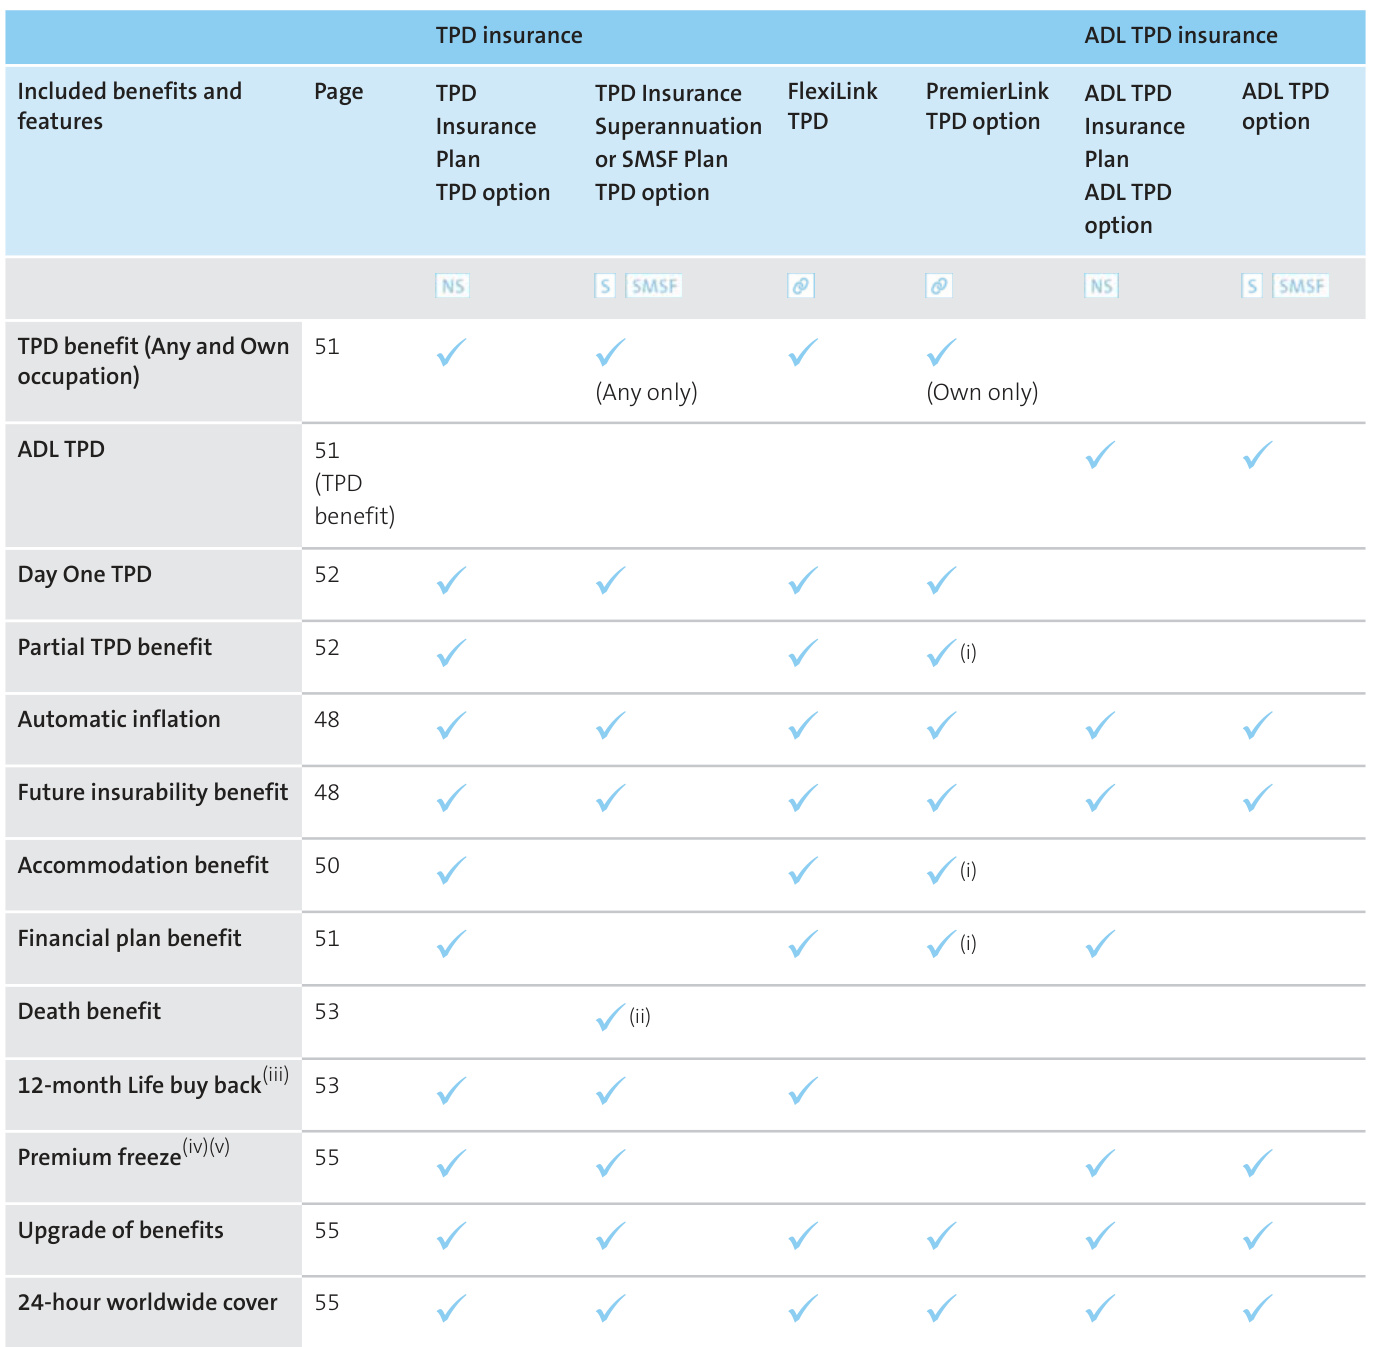 TPD insurance ADL TPD insurance
Included benefits and features Page TPD Insurance Plan TPD option TPD Insurance Superannuation or SMSF Plan TPD option FlexiLink TPD PremierLink TPD option ADL TPD Insurance Plan ADL TPD option ADL TPD option
NS S SMSF NS S SMSF
TPD benefit (Any and Own occupation) 51 ✓ ✓ (Any only) ✓ ✓ (Own only)
ADL TPD 51 (TPD benefit) ✓ ✓
Day One TPD 52 ✓ ✓ ✓ ✓
Partial TPD benefit 52 ✓ ✓ ✓ (i)
Automatic inflation 48 ✓ ✓ ✓ ✓ ✓ ✓
Future insurability benefit 48 ✓ ✓ ✓ ✓ ✓ ✓
Accommodation benefit 50 ✓ ✓ ✓ (i)
Financial plan benefit 51 ✓ ✓ ✓ (i) ✓
Death benefit 53 ✓ (ii)
12-month Life buy back(iii) 53 ✓ ✓ ✓
Premium freeze(iv)(v) 55 ✓ ✓ ✓ ✓
Upgrade of benefits 55 ✓ ✓ ✓ ✓ ✓ ✓
24-hour worldwide cover 55 ✓ ✓ ✓ ✓ ✓ ✓